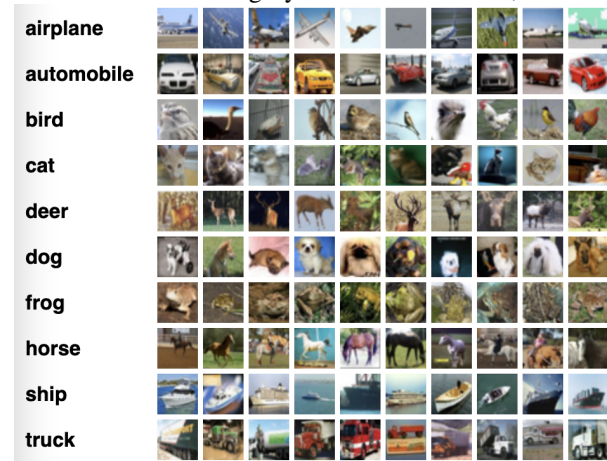 airplane
automobile
bird
cat
deer
dog
frog
horse
ship
truck